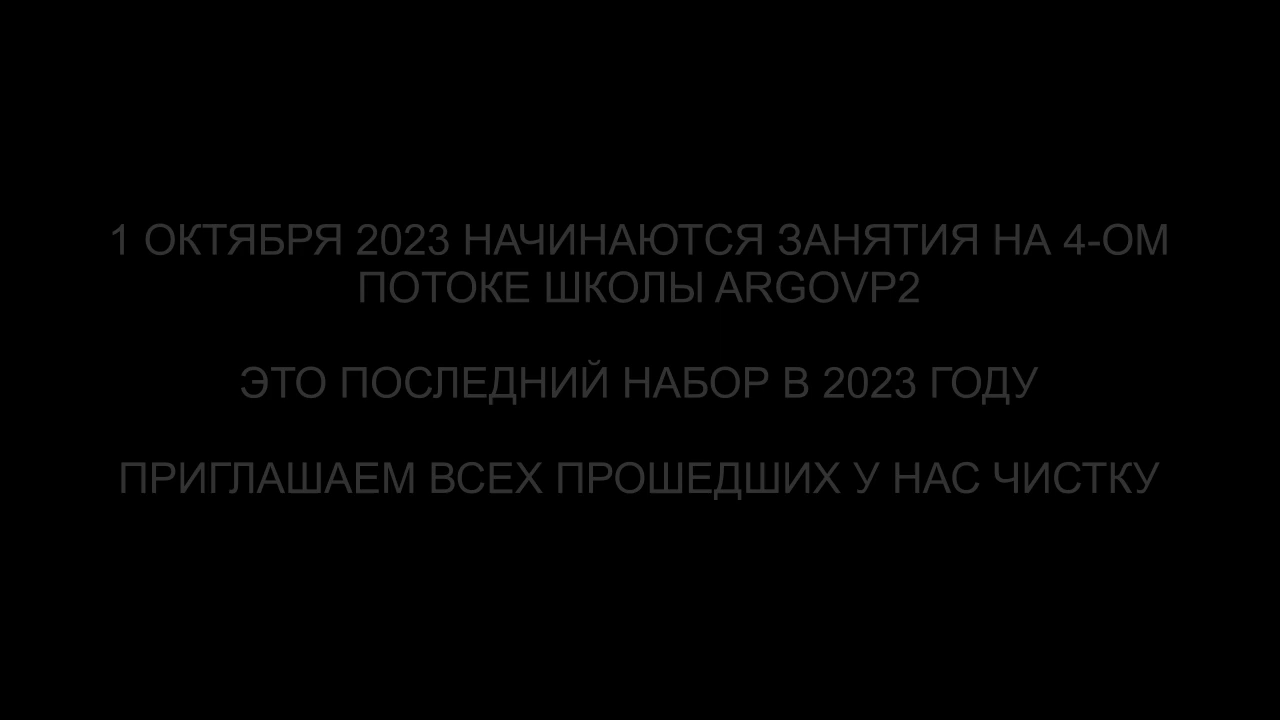 1 ОКТЯБРЯ 2023 НАЧИНАЮТСЯ ЗАНЯТИЯ НА 4-ОМ
ПОТОКЕ ШКОЛЫ ARGOVP2
ЭТО ПОСЛЕДНИЙ НАБОР В 2023 ГОДУ
ПРИГЛАШАЕМ ВСЕХ ПРОШЕДШИХ У НАС ЧИСТКУ